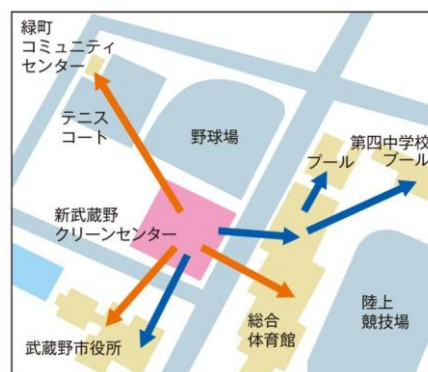 緑町
コミュニティ
センター
テニス
コート
野球場
第四中学校
プール
プール
新武蔵野
クリーンセンター
総合
体育館
陸上
競技場
武蔵野市役所